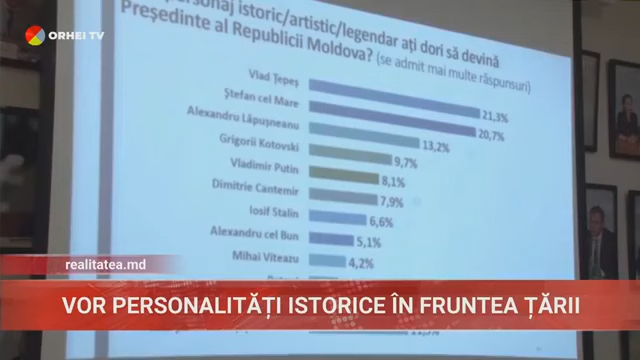 ORHEI TV
personaj istoric/artistic/legendar ați dori să devină
Președinte al Republicii Moldova? (se admit mai multe răspunsuri)
Vlad Țepeș 21,3%
Ștefan cel Mare 20,7%
Alexandru Lăpușneanu 13,2%
Grigorii Kotovski 9,7%
Vladimir Putin 8,1%
Dimitrie Cantemir 7,9%
Iosif Stalin 6,6%
Alexandru cel Bun 5,1%
Mihai Viteazu 4,2%
realitatea.md
VOR PERSONALITĂȚI ISTORICE ÎN FRUNTEA ȚĂRII